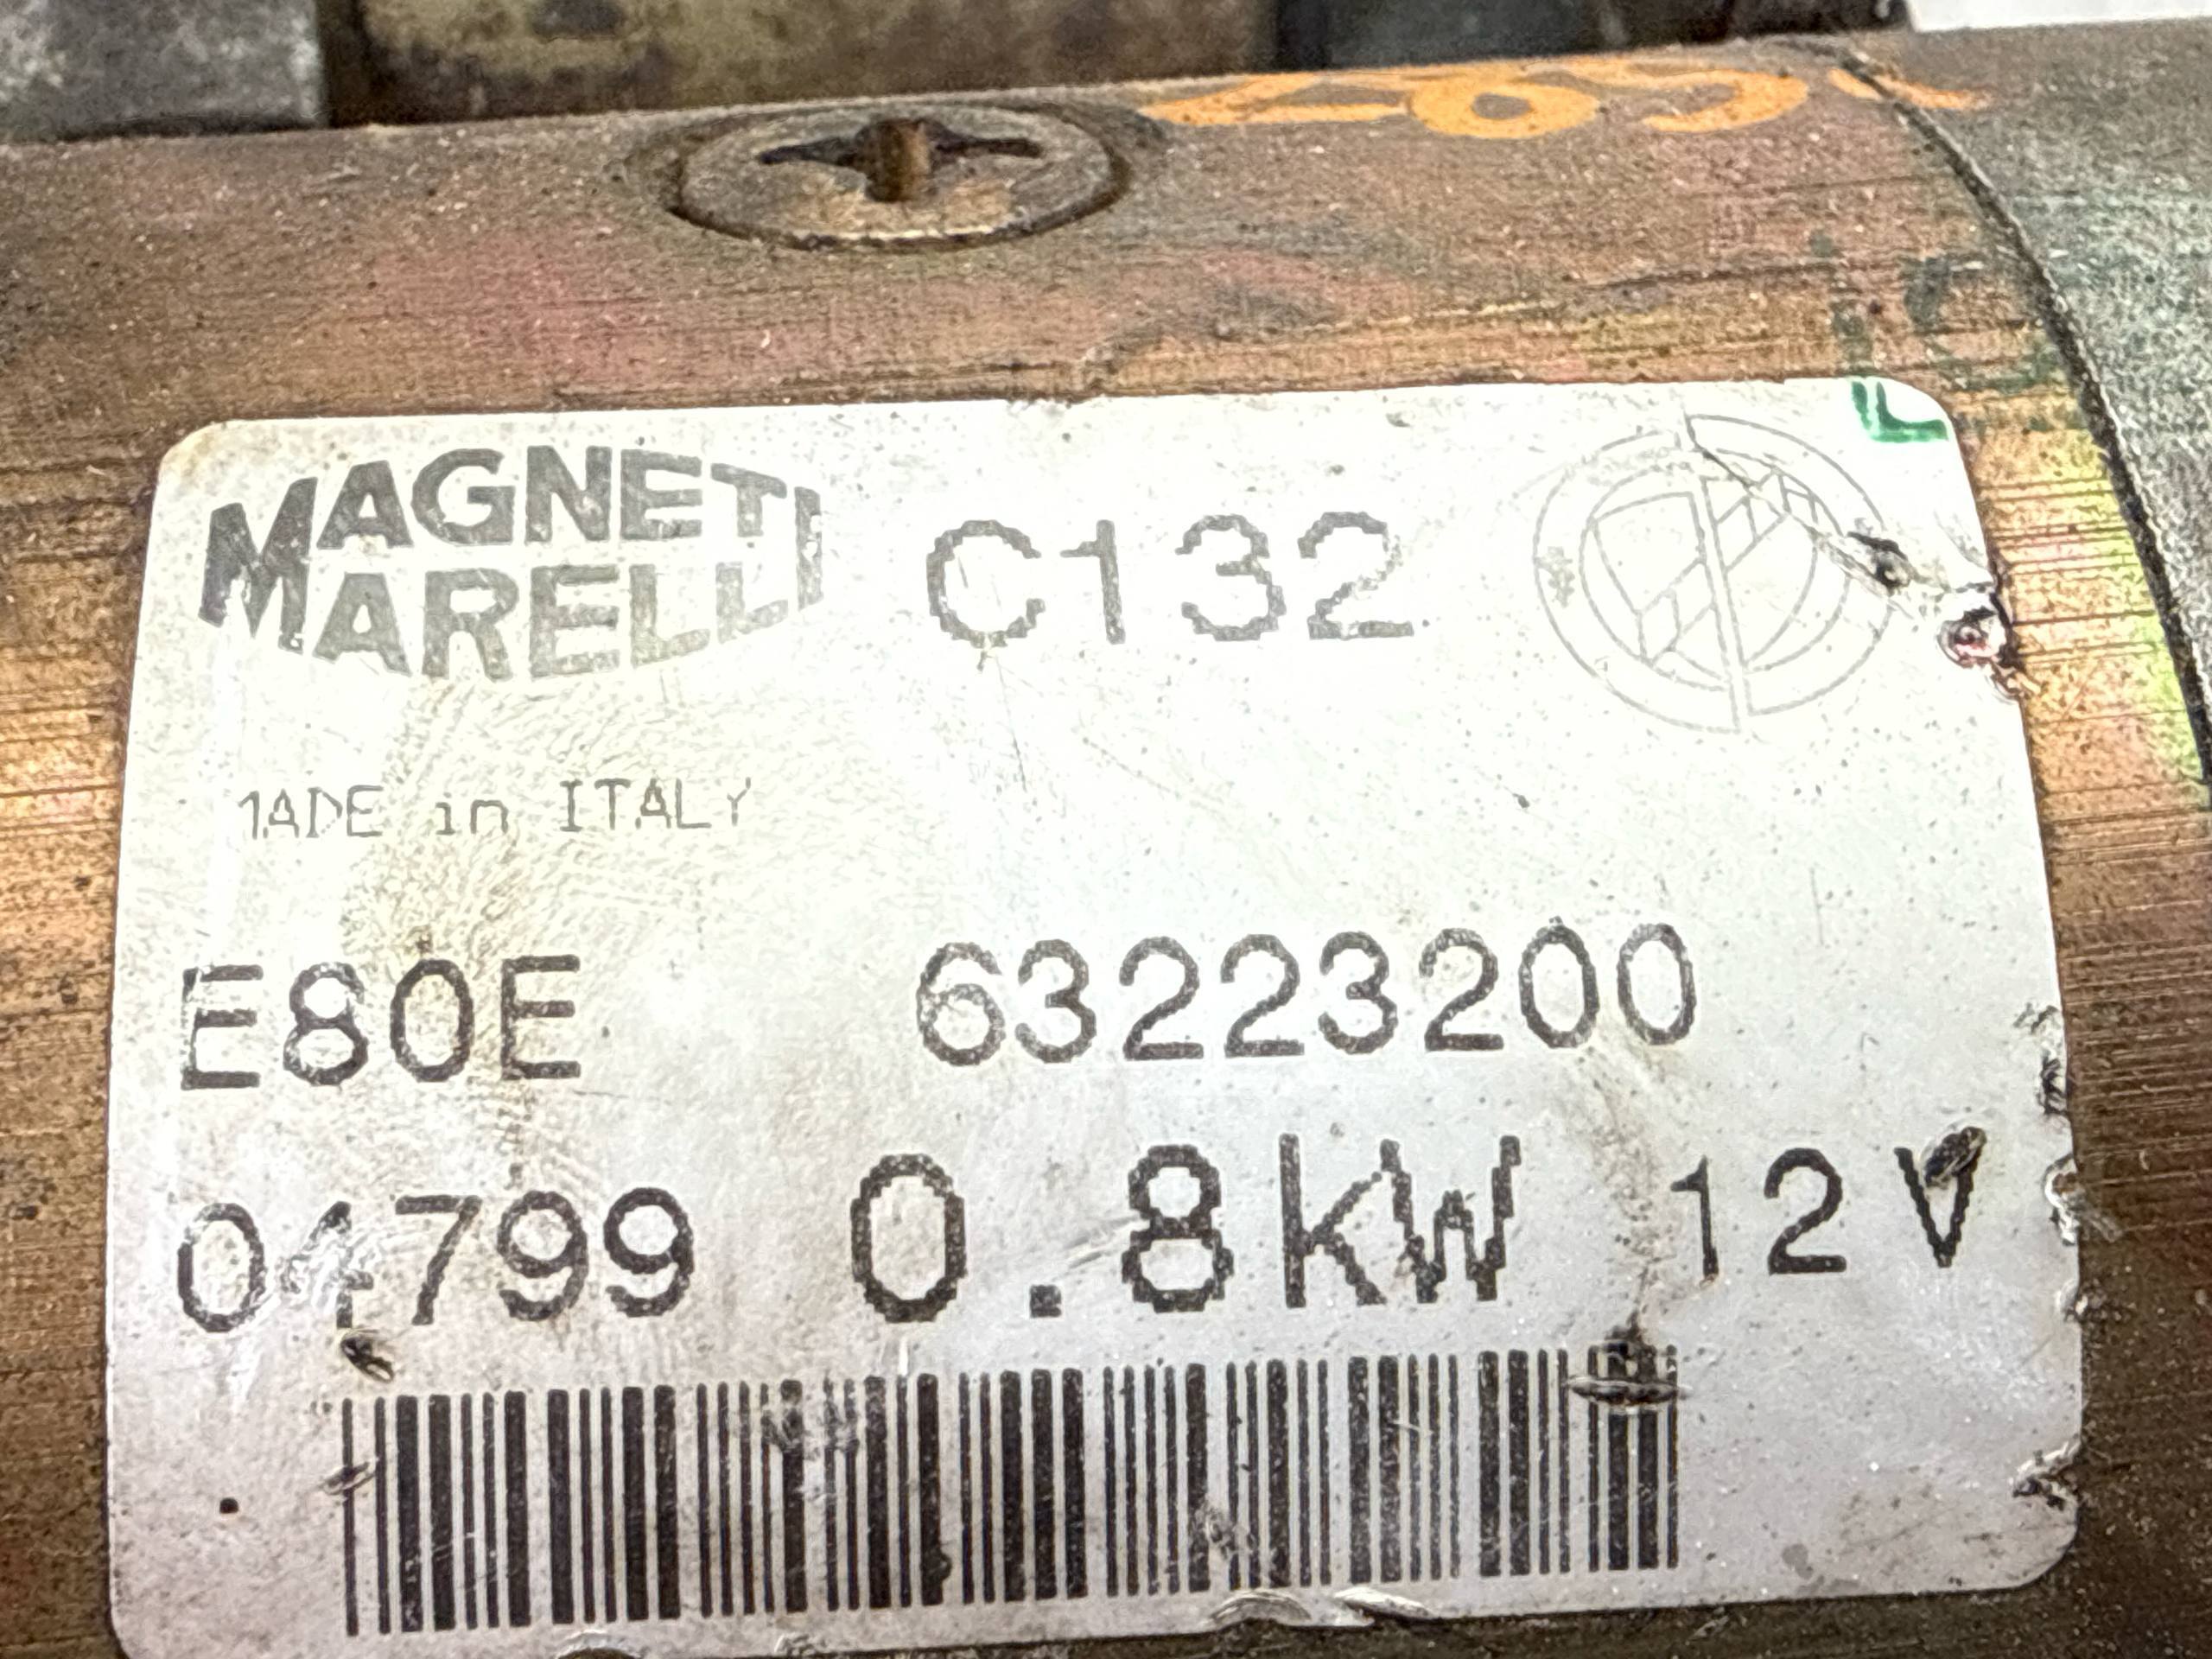 MAGNETI
MARELLI
C132
MADE in ITALY
E80E 63223200
04799 0.8kW 12V